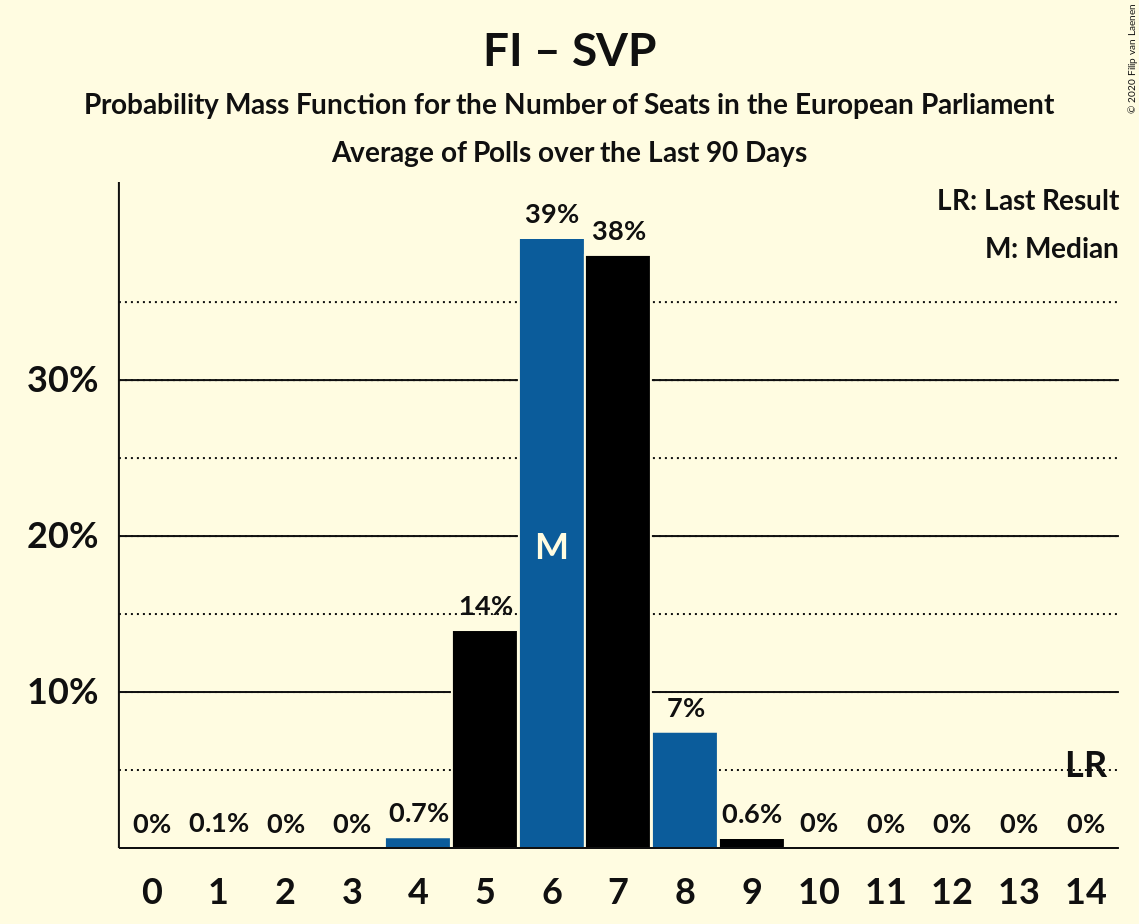 FI – SVP
Probability Mass Function for the Number of Seats in the European Parliament
Average of Polls over the Last 90 Days
© 2020 Filip van Laenen
LR: Last Result
M: Median
39%
38%
30%
20%
M
14%
10%
7%
LR
0% 0.1% 0% 0% 0.7% 0.6% 0% 0% 0% 0% 0%
0 1 2 3 4 5 6 7 8 9 10 11 12 13 14